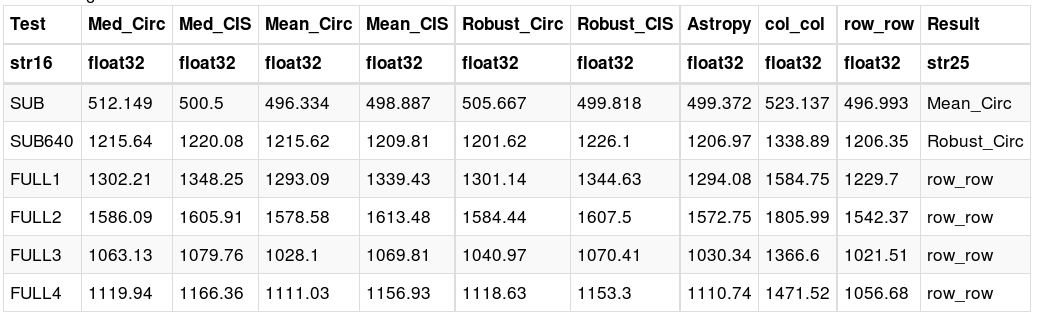 Test Med_Circ Med_CIS Mean_Circ Mean_CIS Robust_Circ Robust_CIS Astropy col_col row_row Result
str16 float32 float32 float32 float32 float32 float32 float32 float32 float32 str25
SUB 512.149 500.5 496.334 498.887 505.667 499.818 499.372 523.137 496.993 Mean_Circ
SUB640 1215.64 1220.08 1215.62 1209.81 1201.62 1226.1 1206.97 1338.89 1206.35 Robust_Circ
FULL1 1302.21 1348.25 1293.09 1339.43 1301.14 1344.63 1294.08 1584.75 1229.7 row_row
FULL2 1586.09 1605.91 1578.58 1613.48 1584.44 1607.5 1572.75 1805.99 1542.37 row_row
FULL3 1063.13 1079.76 1028.1 1069.81 1040.97 1070.41 1030.34 1366.6 1021.51 row_row
FULL4 1119.94 1166.36 1111.03 1156.93 1118.63 1153.3 1110.74 1471.52 1056.68 row_row